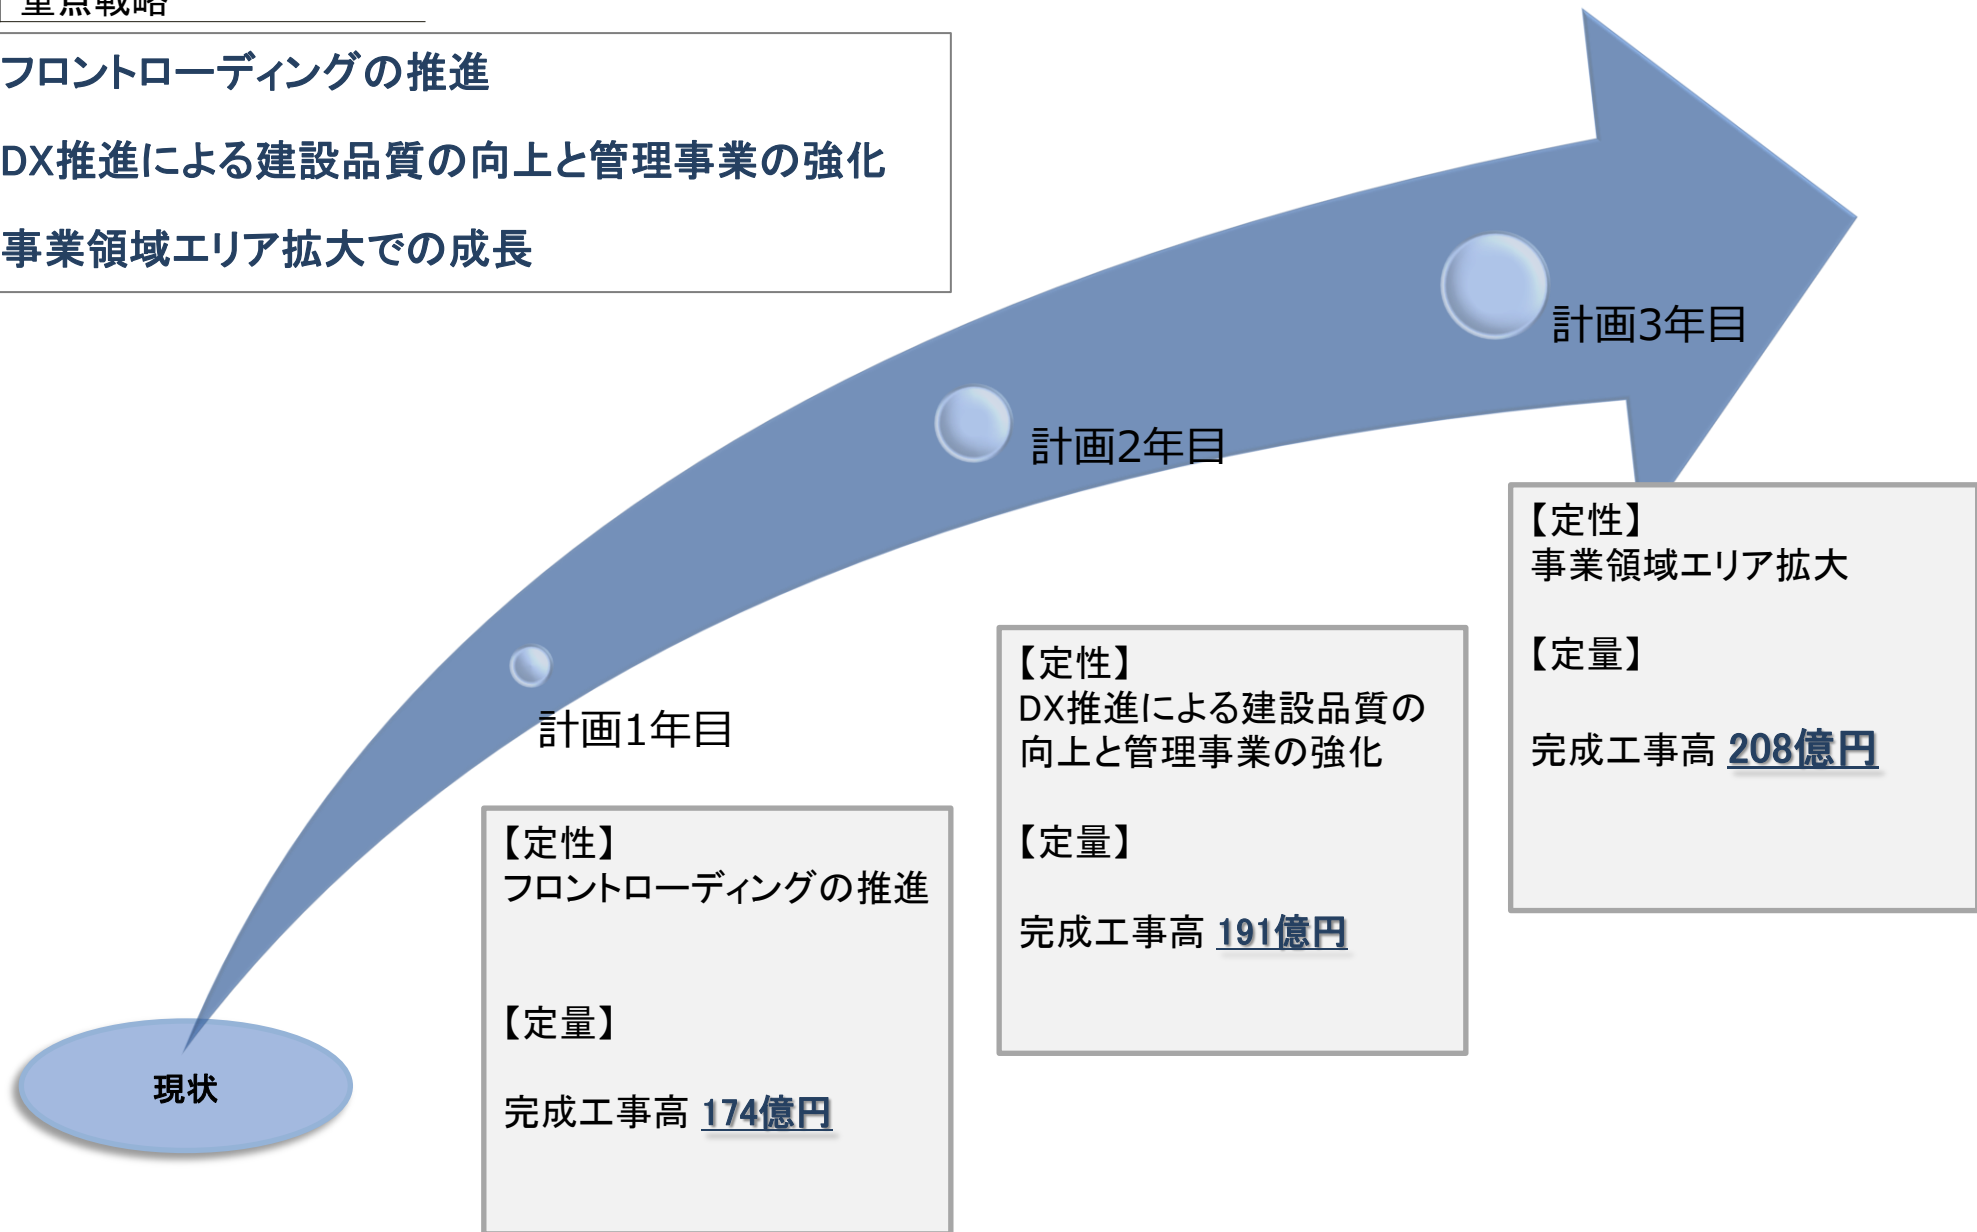 重点戦略
フロントローディングの推進
DX推進による建設品質の向上と管理事業の強化
事業領域エリア拡大での成長
計画3年目
計画2年目
計画1年目
現状
【定性】
フロントローディングの推進
【定量】
完成工事高 174億円
【定性】
DX推進による建設品質の
向上と管理事業の強化
【定量】
完成工事高 191億円
【定性】
事業領域エリア拡大
【定量】
完成工事高 208億円